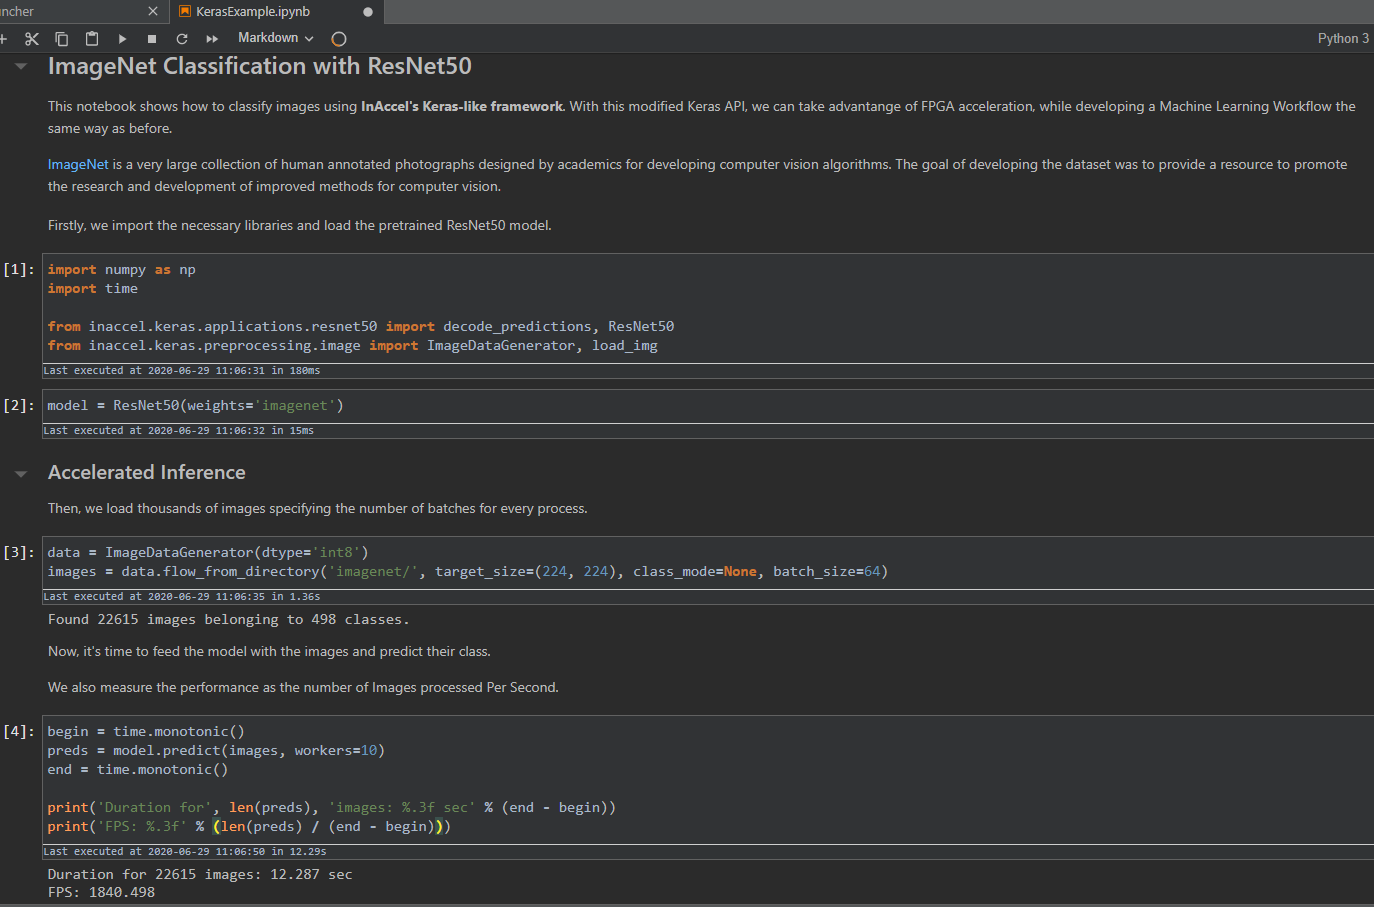 ncher
KerasExample.ipynb
Markdown
Python 3
ImageNet Classification with ResNet50
This notebook shows how to classify images using InAccel's Keras-like framework. With this modified Keras API, we can take advantange of FPGA acceleration, while developing a Machine Learning Workflow the
same way as before.
ImageNet is a very large collection of human annotated photographs designed by academics for developing computer vision algorithms. The goal of developing the dataset was to provide a resource to promote
the research and development of improved methods for computer vision.
Firstly, we import the necessary libraries and load the pretrained ResNet50 model.
[1]: import numpy as np
import time
from inaccel.keras.applications.resnet50 import decode_predictions, ResNet50
from inaccel.keras.preprocessing.image import ImageDataGenerator, load_img
Last executed at 2020-06-29 11:06:31 in 180ms
[2]: model = ResNet50(weights='imagenet')
Last executed at 2020-06-29 11:06:32 in 15ms
Accelerated Inference
Then, we load thousands of images specifying the number of batches for every process.
[3]: data = ImageDataGenerator(dtype='int8')
images = data.flow_from_directory('imagenet/', target_size=(224, 224), class_mode=None, batch_size=64)
Last executed at 2020-06-29 11:06:35 in 1.36s
Found 22615 images belonging to 498 classes.
Now, it's time to feed the model with the images and predict their class.
We also measure the performance as the number of Images processed Per Second.
[4]: begin = time.monotonic()
preds = model.predict(images, workers=10)
end = time.monotonic()
print('Duration for', len(preds), 'images: %.3f sec' % (end - begin))
print('FPS: %.3f' % (len(preds) / (end - begin)))
Last executed at 2020-06-29 11:06:50 in 12.29s
Duration for 22615 images: 12.287 sec
FPS: 1840.498